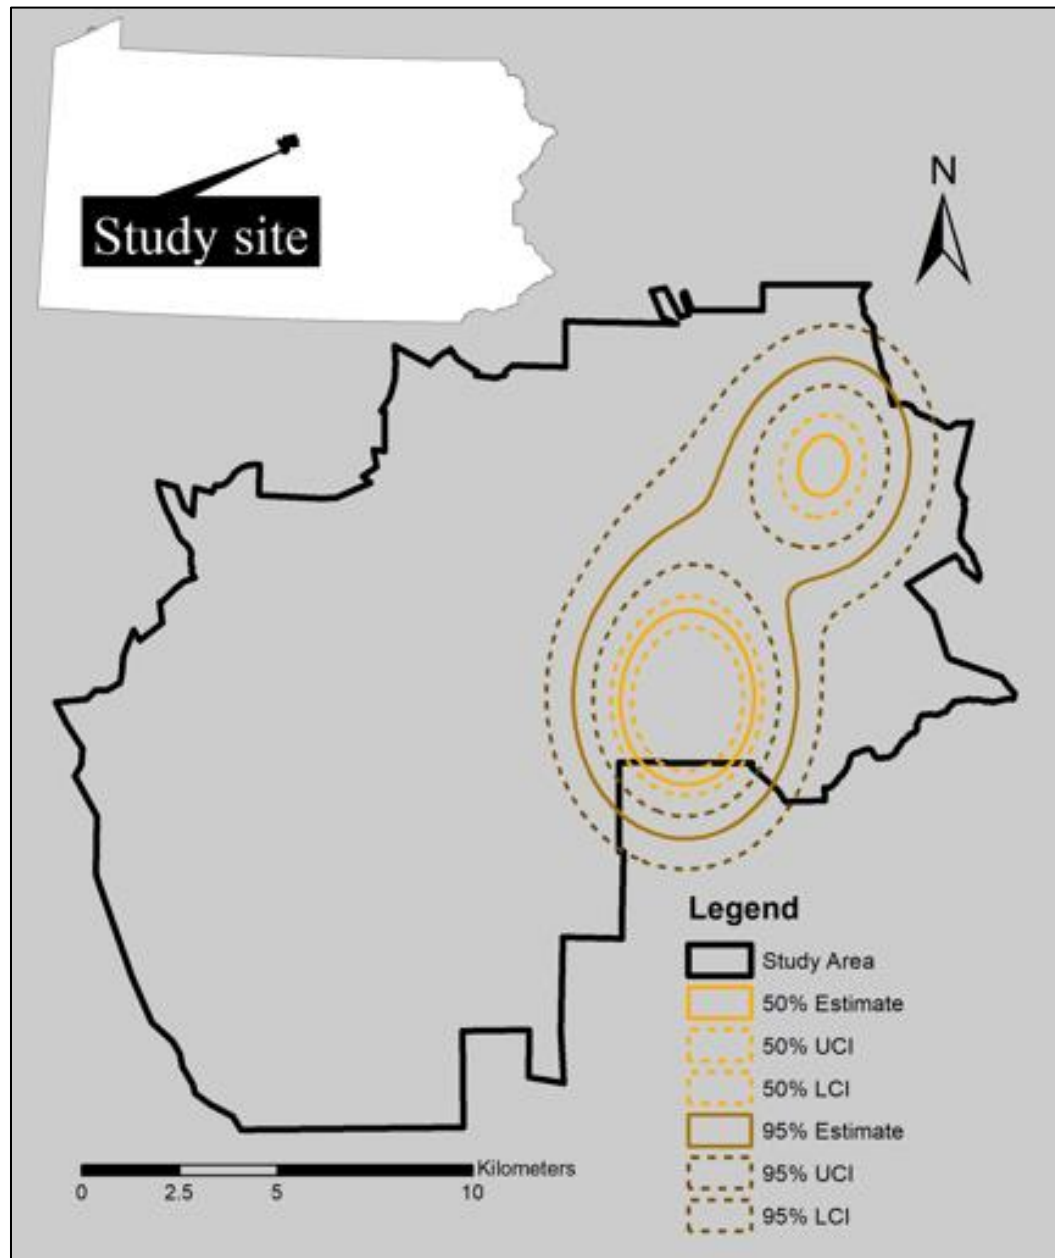 Study site
N
Legend
Study Area
50% Estimate
50% UCI
50% LCI
95% Estimate
95% UCI
95% LCI
Kilometers
0 2.5 5 10